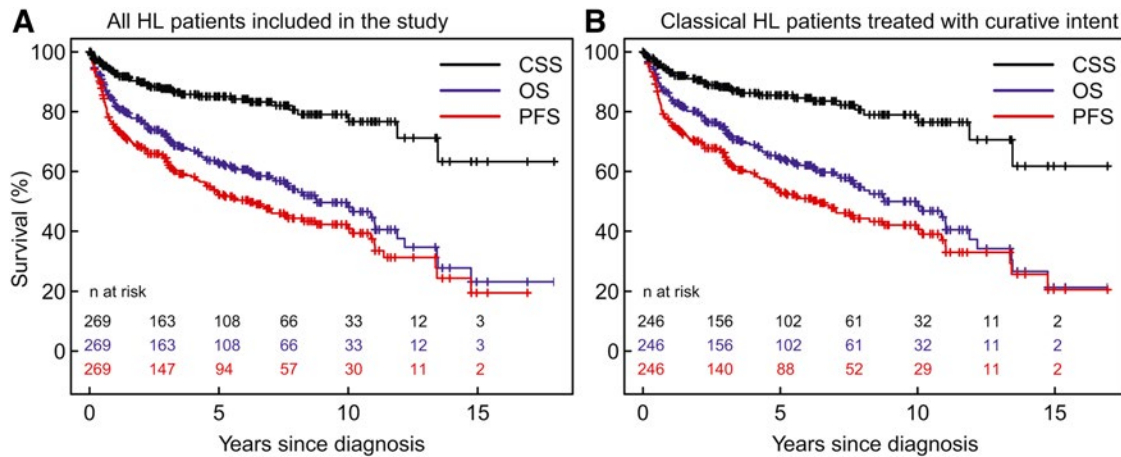 A All HL patients included in the study
100
80
60
40
20
0
Survival (%)
CSS
OS
PFS
n at risk
269 163 108 66 33 12 3
269 163 108 66 33 12 3
269 147 94 57 30 11 2
0 5 10 15
Years since diagnosis
B Classical HL patients treated with curative intent
100
80
60
40
20
0
CSS
OS
PFS
n at risk
246 156 102 61 32 11 2
246 156 102 61 32 11 2
246 140 88 52 29 11 2
0 5 10 15
Years since diagnosis